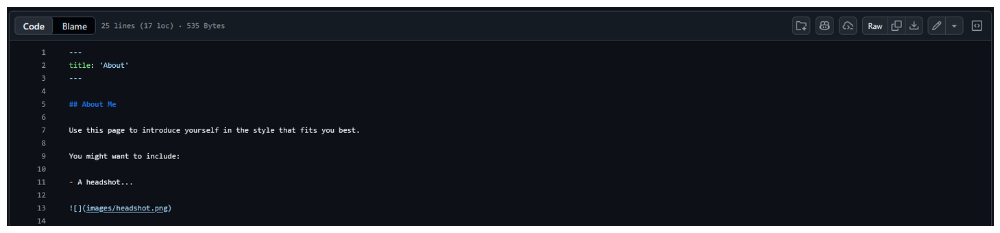 Code Blame 25 lines (17 loc) · 535 Bytes Raw
1 ---
2 title: 'About'
3 ---
4
5 ## About Me
6
7 Use this page to introduce yourself in the style that fits you best.
8
9 You might want to include:
10
11 - A headshot...
12
13 ![](images/headshot.png)
14